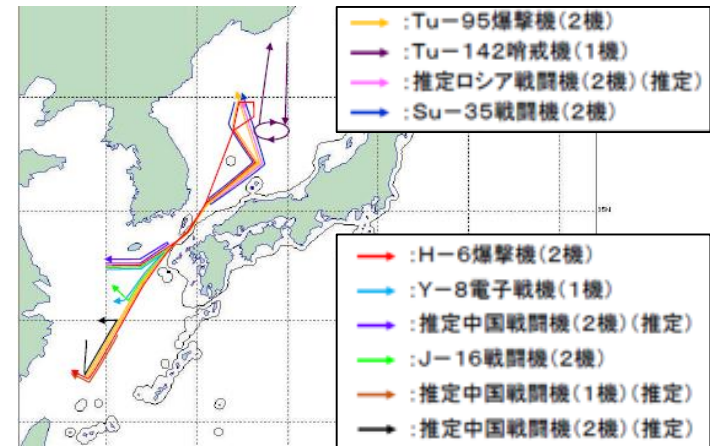 :Tu－95爆撃機(2機)
:Tu－142哨戒機(1機)
:推定ロシア戦闘機(2機)(推定)
:Su－35戦闘機(2機)
:H－6爆撃機(2機)
:Y－8電子戦機(1機)
:推定中国戦闘機(2機)(推定)
:J－16戦闘機(2機)
:推定中国戦闘機(1機)(推定)
:推定中国戦闘機(2機)(推定)